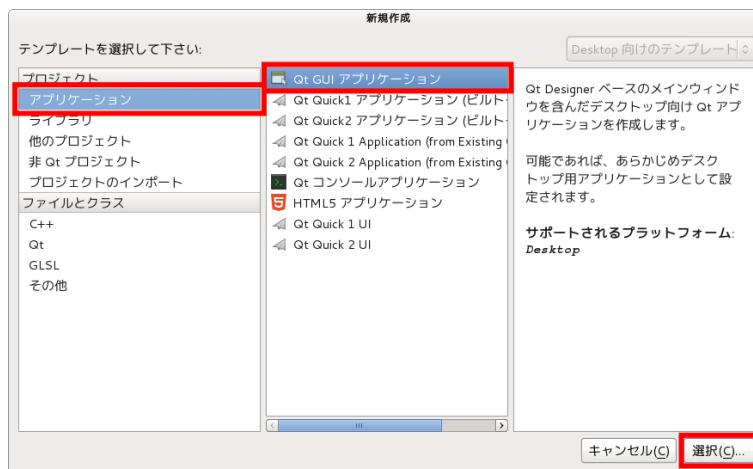 新規作成
テンプレートを選択して下さい:
Desktop 向けのテンプレート
プロジェクト
アプリケーション
ライブラリ
他のプロジェクト
非 Qt プロジェクト
プロジェクトのインポート
ファイルとクラス
C++
Qt
GLSL
その他
Qt GUI アプリケーション
Qt Quick1 アプリケーション (ビルト
Qt Quick2 アプリケーション (ビルト
Qt Quick 1 Application (from Existing
Qt Quick 2 Application (from Existing
Qt コンソールアプリケーション
HTML5 アプリケーション
Qt Quick 1 UI
Qt Quick 2 UI
Qt Designer ベースのメインウィンド
ウを含んだデスクトップ向け Qt アプ
リケーションを作成します。
可能であれば、あらかじめデスク
トップ用アプリケーションとして設
定されます。
サポートされるプラットフォーム:
Desktop
キャンセル(C)
選択(C)...